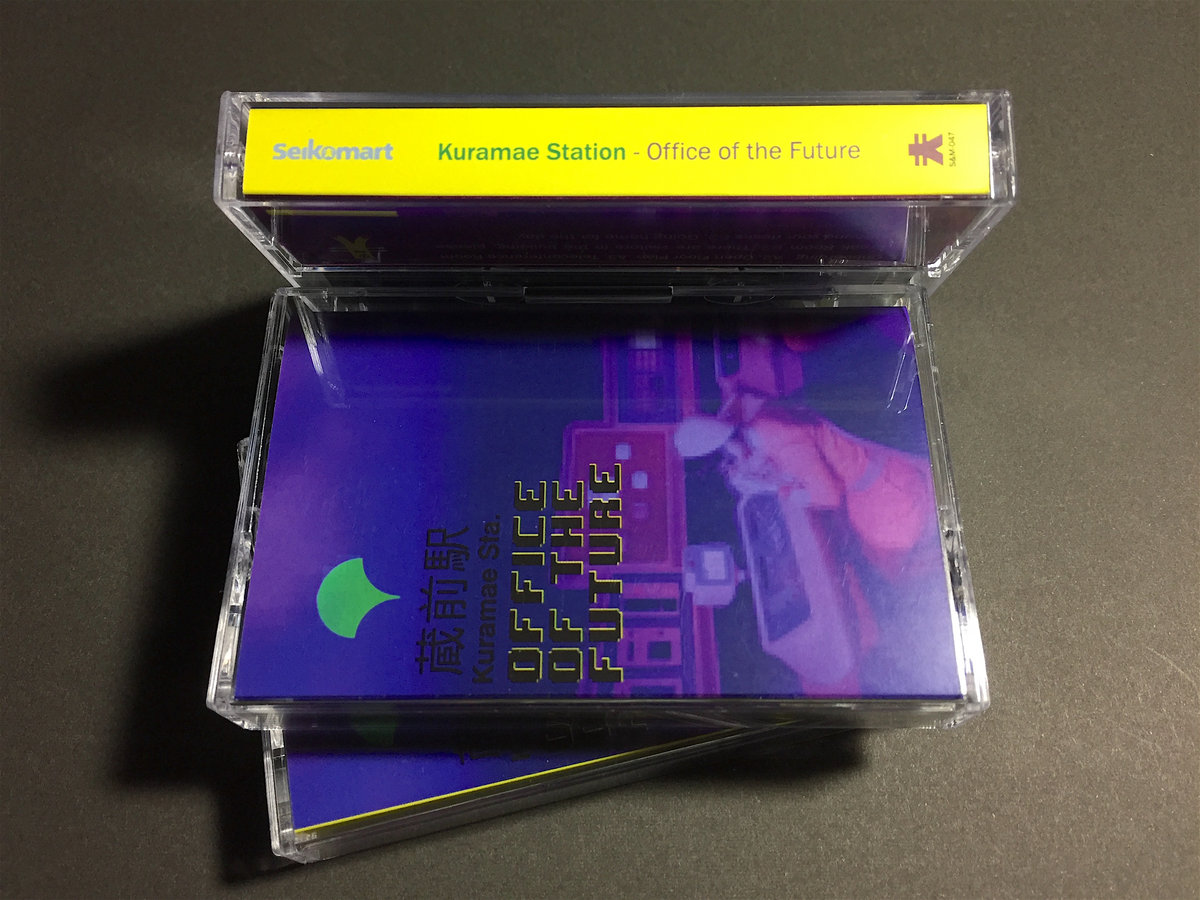 Seikomart
Kuramae Station - Office of the Future
S&M-047
蔵前駅
Kuramae Sta.
OFFICE
OF THE
FUTURE